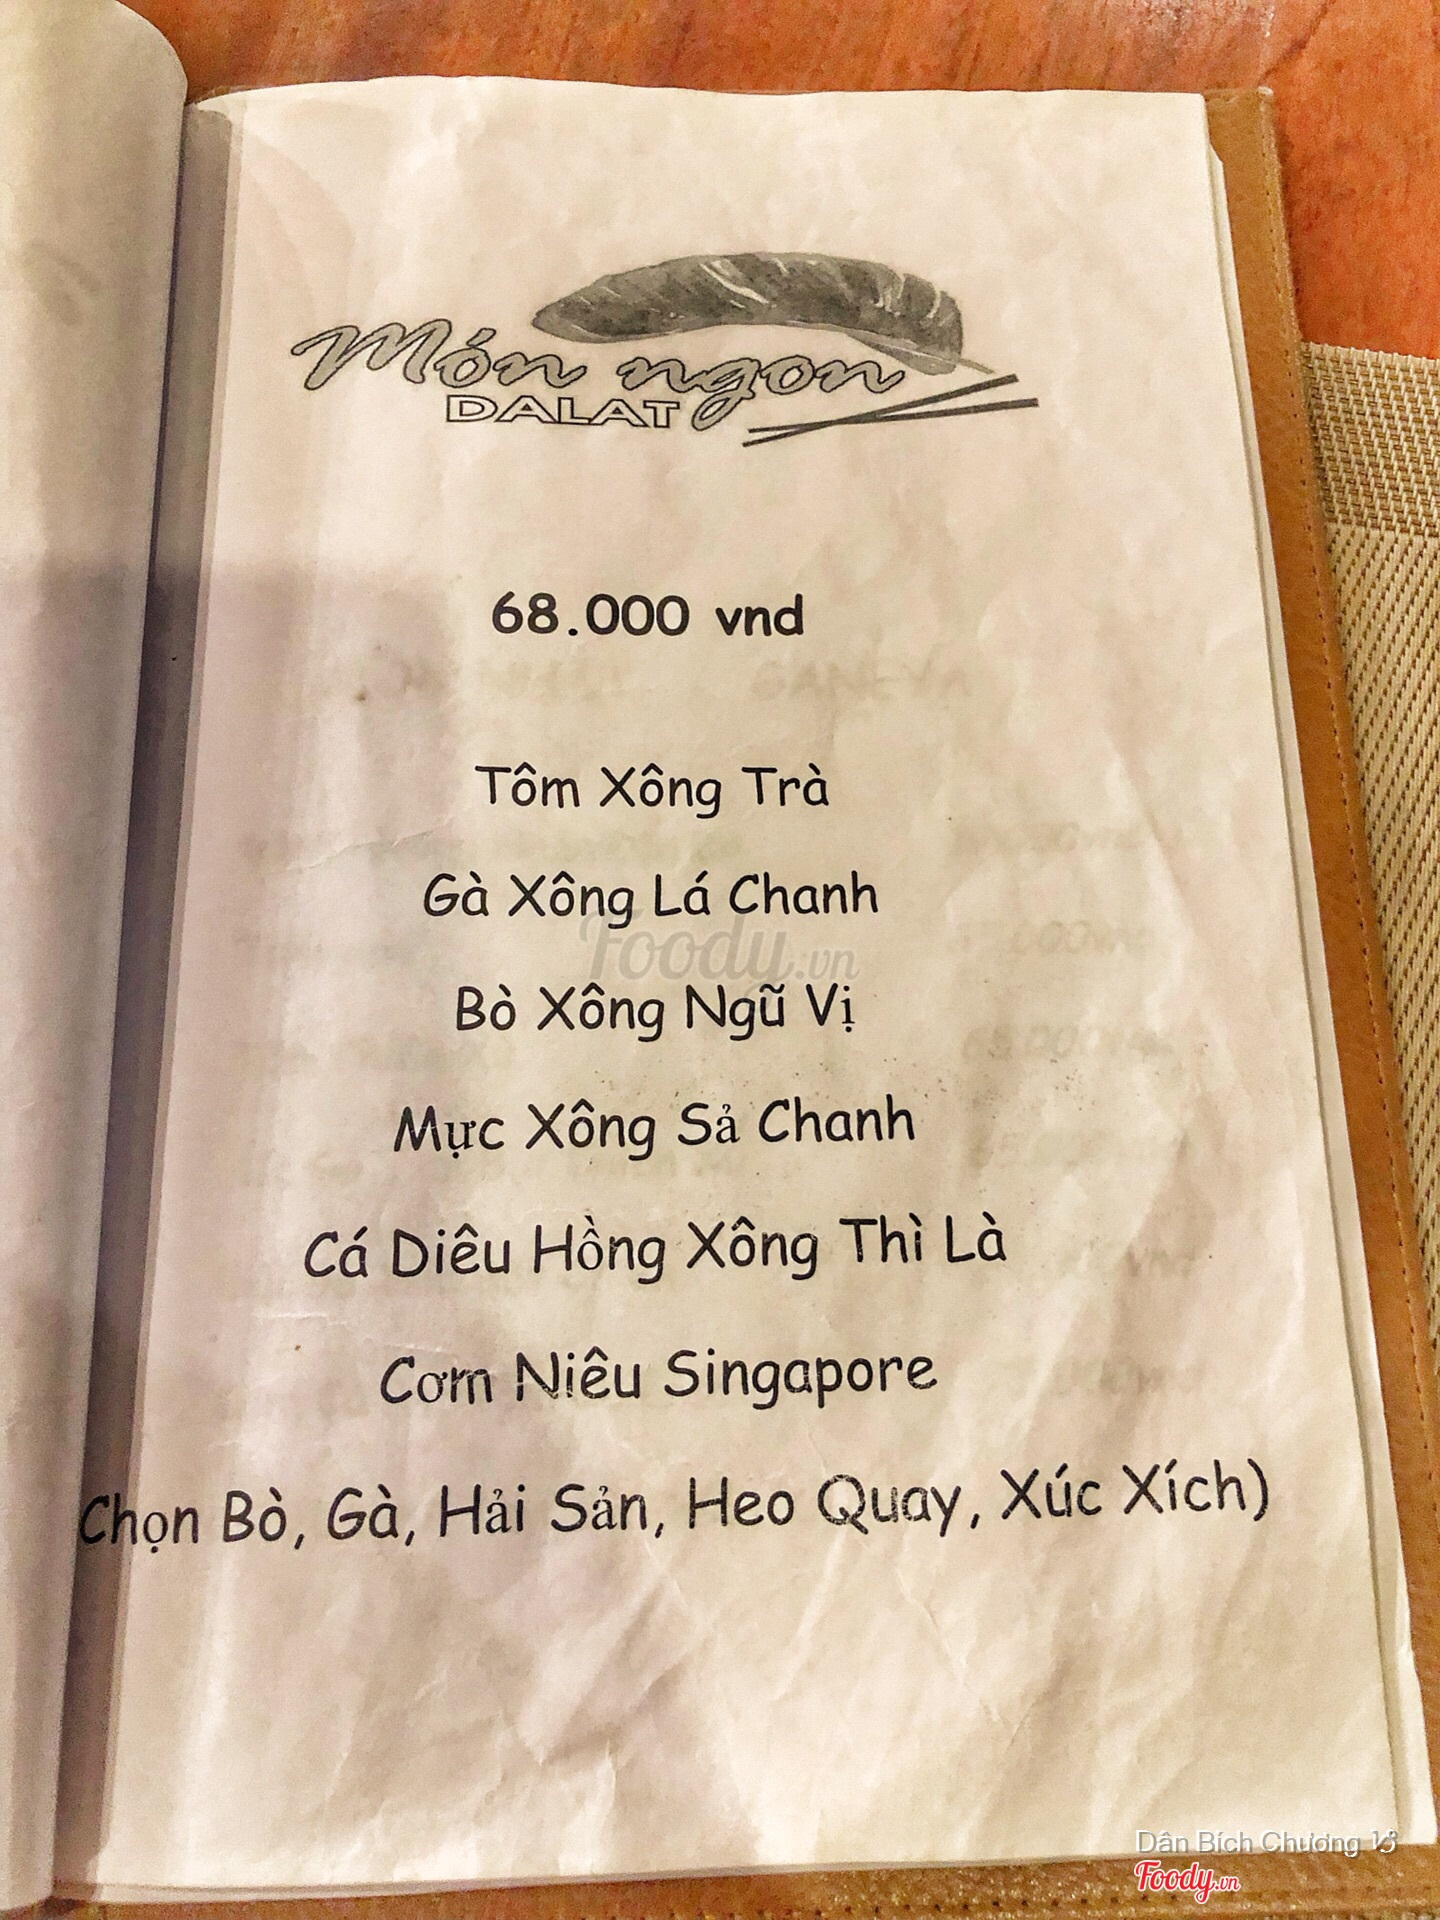 Món ngon
DALAT
68.000 vnd
Tôm Xông Trà
Gà Xông Lá Chanh
Foody.vn
Bò Xông Ngũ Vị
Mực Xông Sả Chanh
Cá Diêu Hồng Xông Thì Là
Cơm Niêu Singapore
Chọn Bò, Gà, Hải Sản, Heo Quay, Xúc Xích)
Dân Bích Chương 13
Foody.vn